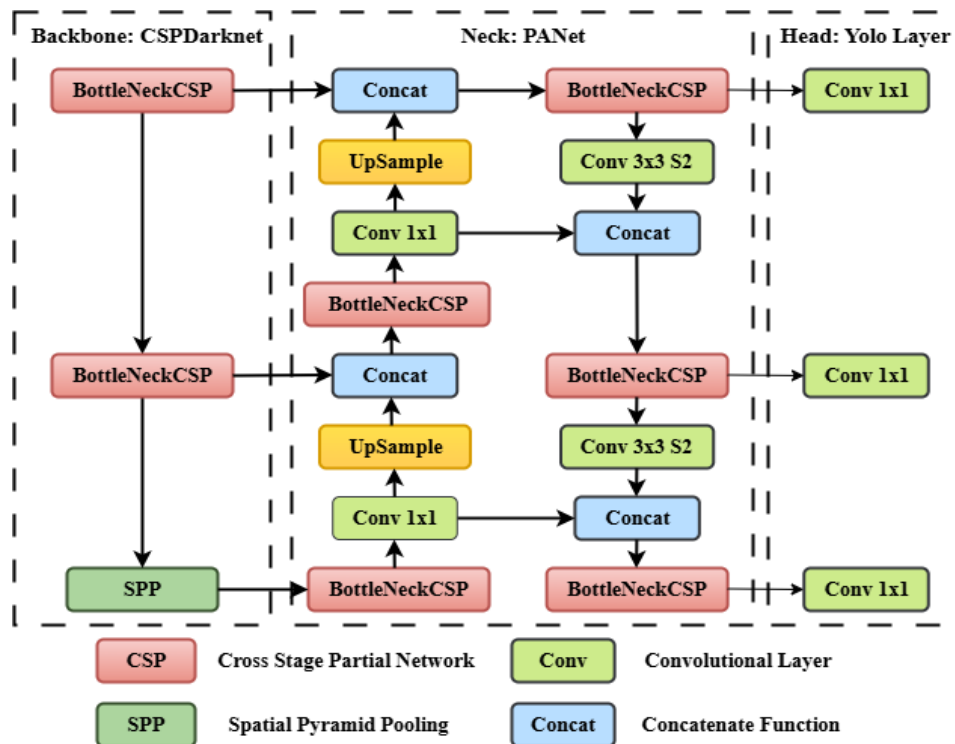 Backbone: CSPDarknet
Neck: PANet
Head: Yolo Layer
BottleNeckCSP
Concat
BottleNeckCSP
Conv 1x1
UpSample
Conv 3x3 S2
Conv 1x1
Concat
BottleNeckCSP
BottleNeckCSP
Concat
BottleNeckCSP
Conv 1x1
UpSample
Conv 3x3 S2
Conv 1x1
Concat
SPP
BottleNeckCSP
BottleNeckCSP
Conv 1x1
CSP
Cross Stage Partial Network
Conv
Convolutional Layer
SPP
Spatial Pyramid Pooling
Concat
Concatenate Function